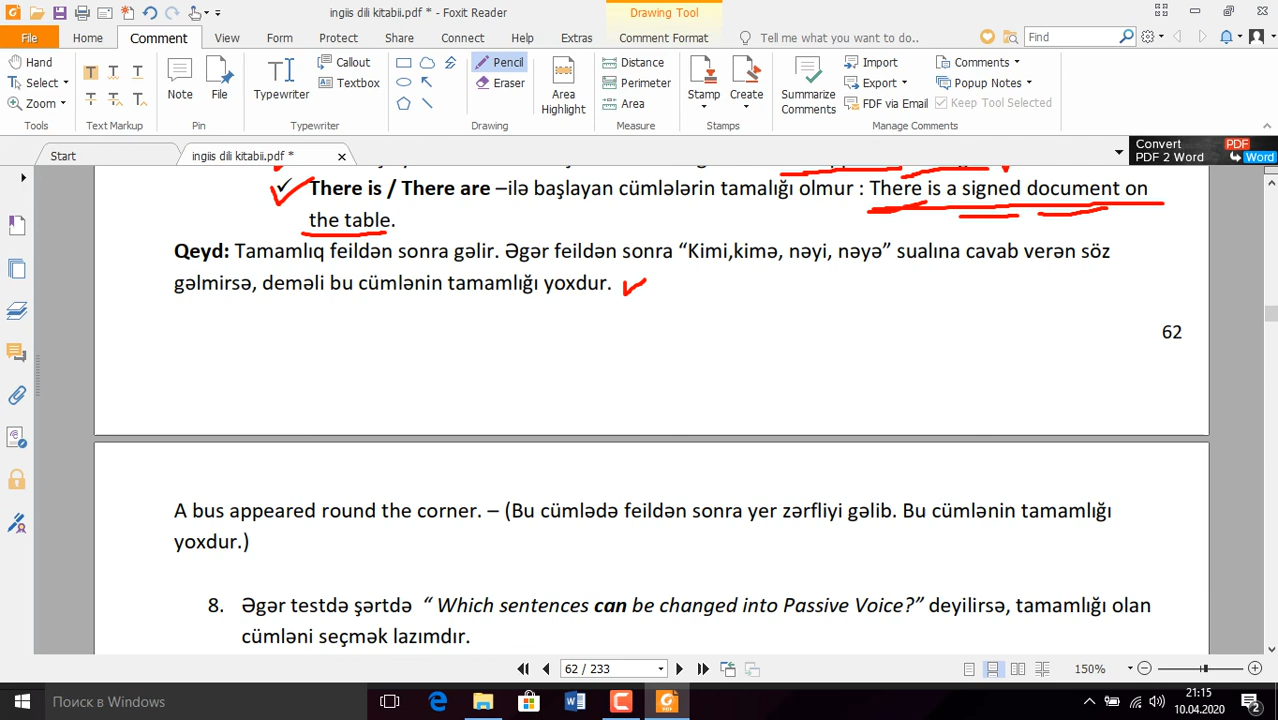 ingiis dili kitabii.pdf * - Foxit Reader
Drawing Tool
File Home Comment View Form Protect Share Connect Help Extras Comment Format Tell me what you want to do.. Find
Hand
Select
Zoom
Tools
Text Markup
Note
File
Pin
Typewriter
Callout
Textbox
Typewriter
Pencil
Eraser
Drawing
Area
Highlight
Distance
Perimeter
Area
Measure
Stamp
Create
Stamps
Summarize
Comments
Import
Export
FDF via Email
Comments
Popup Notes
Keep Tool Selected
Manage Comments
Start
ingiis dili kitabii.pdf *
Convert PDF
PDF 2 Word Word
There is / There are –ilə başlayan cümlələrin tamalığı olmur : There is a signed document on
the table.
Qeyd: Tamamlıq feildən sonra gəlir. Əgər feildən sonra “Kimi,kimə, nəyi, nəyə” sualına cavab verən söz
gəlmirsə, deməli bu cümlənin tamamlığı yoxdur.
62
A bus appeared round the corner. – (Bu cümlədə feildən sonra yer zərfliyi gəlib. Bu cümlənin tamamlığı
yoxdur.)
8. Əgər testdə şərtdə “ Which sentences can be changed into Passive Voice?” deyilirsə, tamamlığı olan
cümləni seçmək lazımdır.
62 / 233
150%
Поиск в Windows
21:15
10.04.2020
2